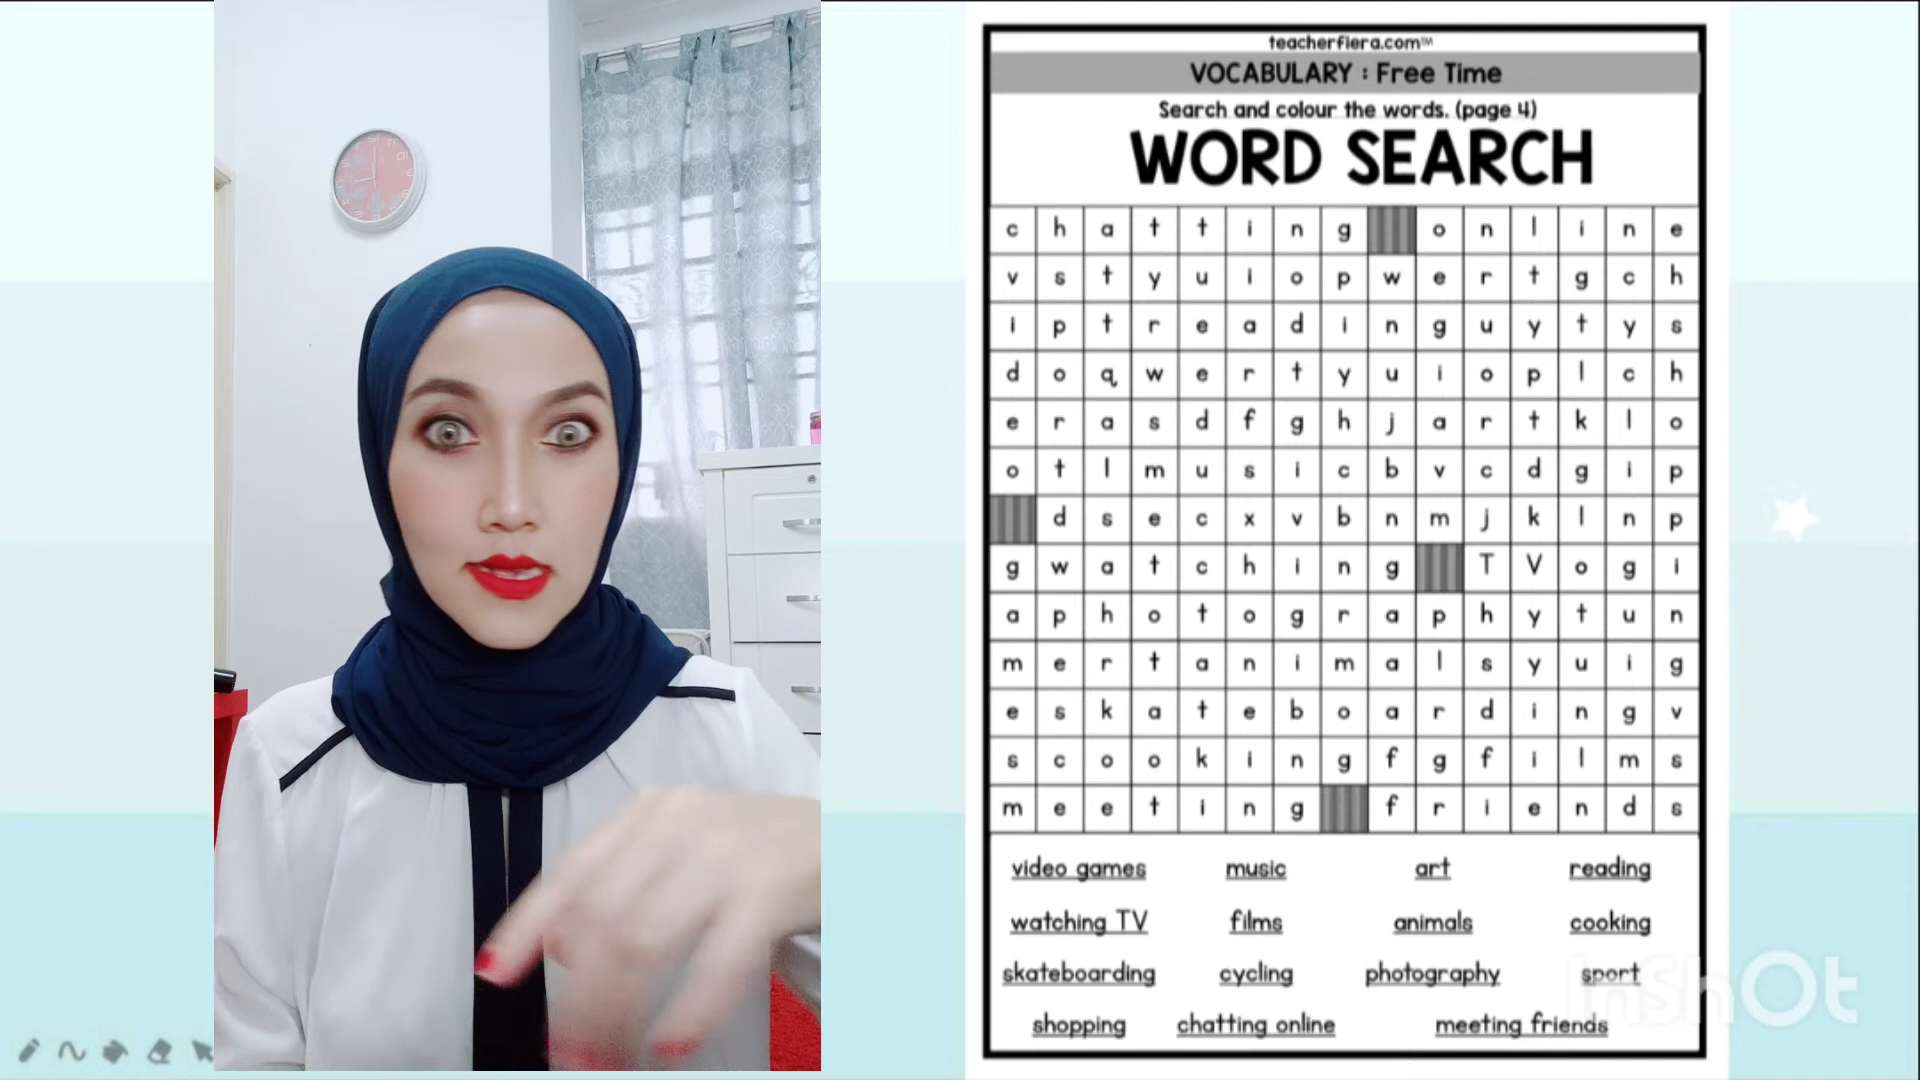 teacherfiera.com™
VOCABULARY : Free Time
Search and colour the words. (page 4)
WORD SEARCH
c h a t t i n g o n l i n e
v s t y u i o p w e r t g c h
i p t r e a d i n g u y t y s
d o q w e r t y u i o p l c h
e r a s d f g h j a r t k l o
o t l m u s i c b v c d g i p
d s e c x v b n m j k l n p
g w a t c h i n g T V o g i
a p h o t o g r a p h y t u n
m e r t a n i m a l s y u i g
e s k a t e b o a r d i n g v
s c o o k i n g f g f i l m s
m e e t i n g f r i e n d s
video games music art reading
watching TV films animals cooking
skateboarding cycling photography sport
shopping chatting online meeting friends
InShOt